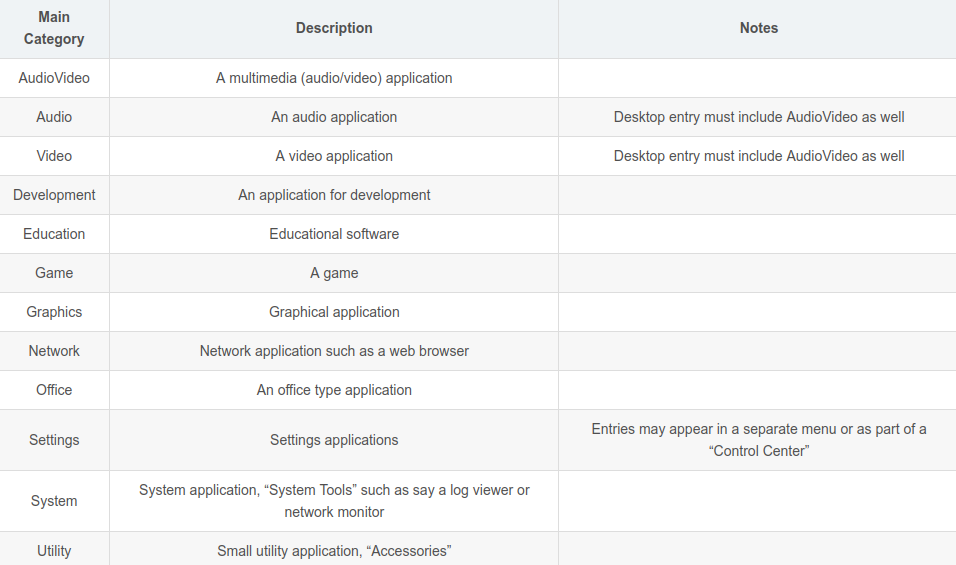 Main
Category
Description
Notes
AudioVideo
A multimedia (audio/video) application
Audio
An audio application
Desktop entry must include AudioVideo as well
Video
A video application
Desktop entry must include AudioVideo as well
Development
An application for development
Education
Educational software
Game
A game
Graphics
Graphical application
Network
Network application such as a web browser
Office
An office type application
Settings
Settings applications
Entries may appear in a separate menu or as part of a
“Control Center”
System
System application, “System Tools” such as say a log viewer or
network monitor
Utility
Small utility application, “Accessories”